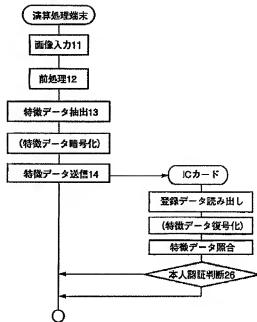 演算処理端末
画像入力11
前処理12
特徴データ抽出13
(特徴データ暗号化)
特徴データ送信14
ICカード
登録データ読み出し
(特徴データ復号化)
特徴データ照合
本人認証判断26